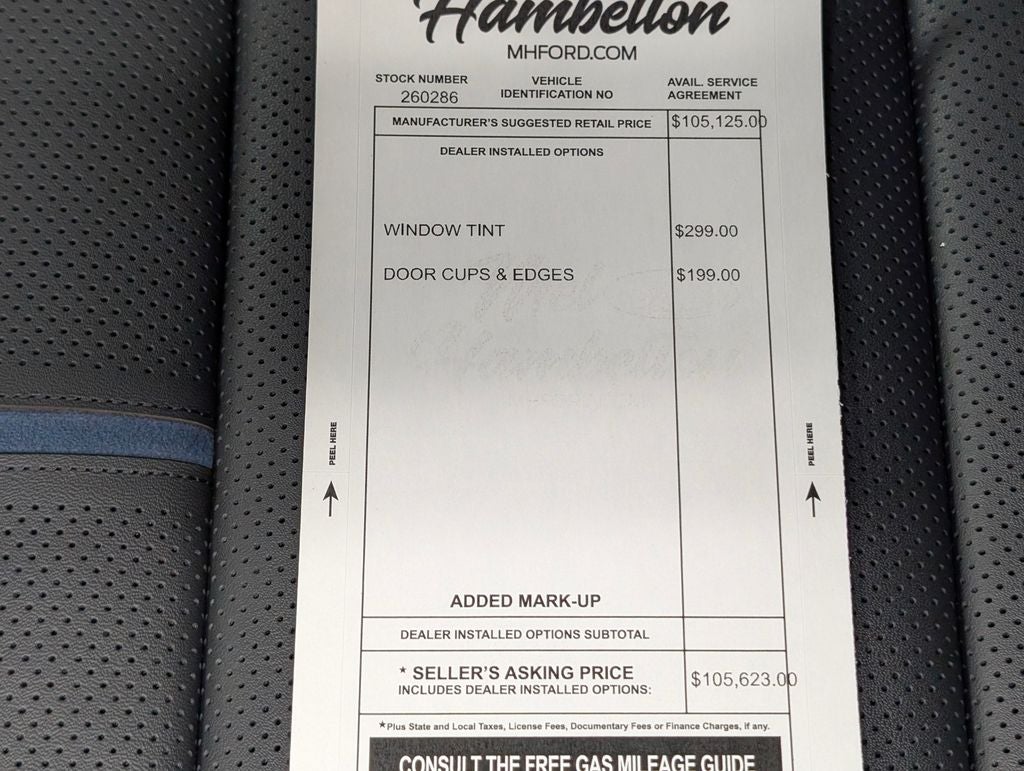 Hambelton
MHFORD.COM
STOCK NUMBER
260286
VEHICLE
IDENTIFICATION NO
AVAIL. SERVICE
AGREEMENT
MANUFACTURER'S SUGGESTED RETAIL PRICE $105,125.00
DEALER INSTALLED OPTIONS
WINDOW TINT $299.00
DOOR CUPS & EDGES $199.00
PEEL HERE
PEEL HERE
ADDED MARK-UP
DEALER INSTALLED OPTIONS SUBTOTAL
* SELLER'S ASKING PRICE
INCLUDES DEALER INSTALLED OPTIONS: $105,623.00
*Plus State and Local Taxes, License Fees, Documentary Fees or Finance Charges, if any.
CONSULT THE FREE GAS MILEAGE GUIDE